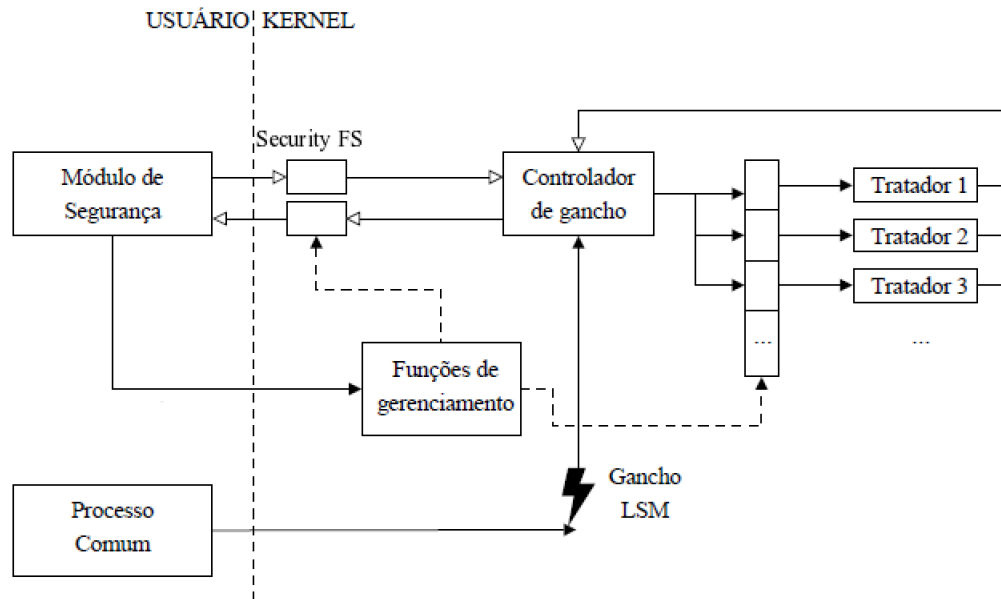 USUÁRIO KERNEL
Security FS
Módulo de
Segurança
Controlador
de gancho
Tratador 1
Tratador 2
Tratador 3
...
...
Funções de
gerenciamento
Gancho
LSM
Processo
Comum